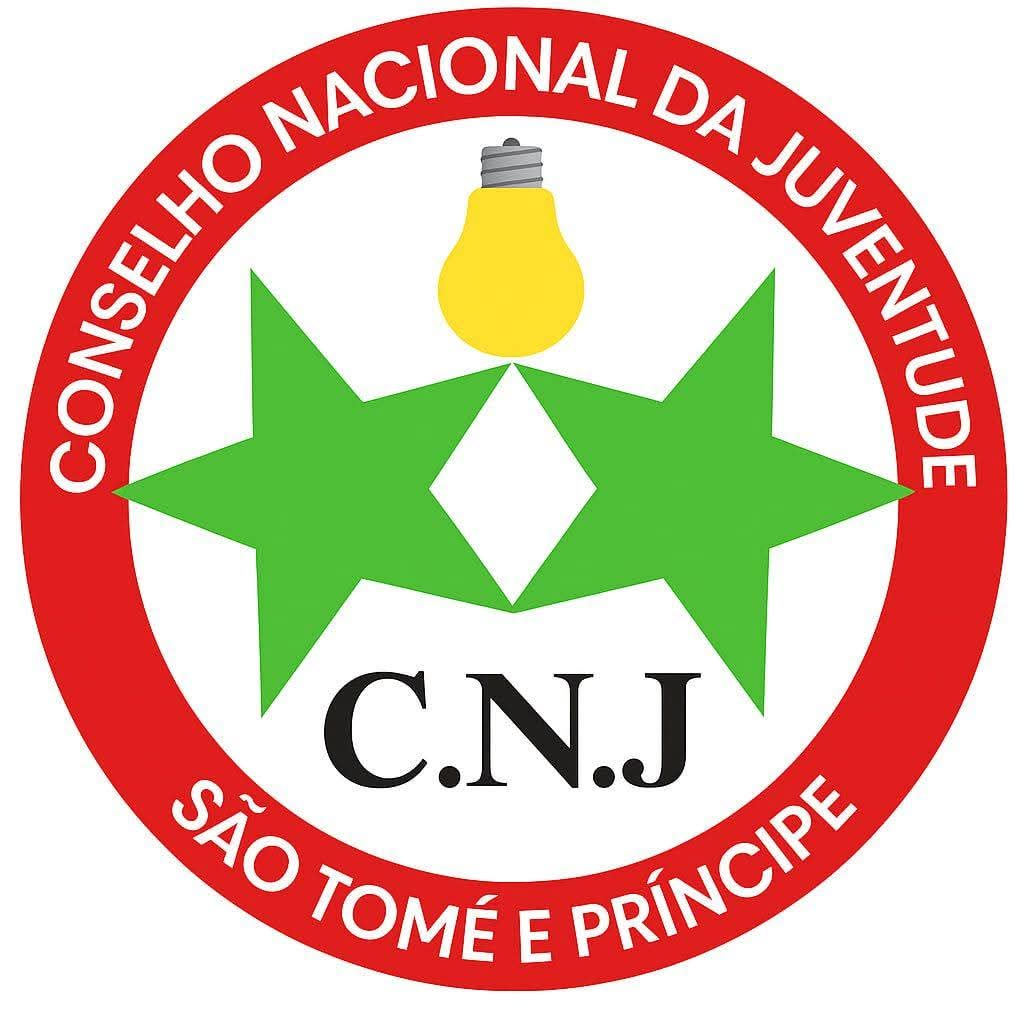 CONSELHO NACIONAL DA JUVENTUDE
C.N.J
SÃO TOMÉ E PRÍNCIPE